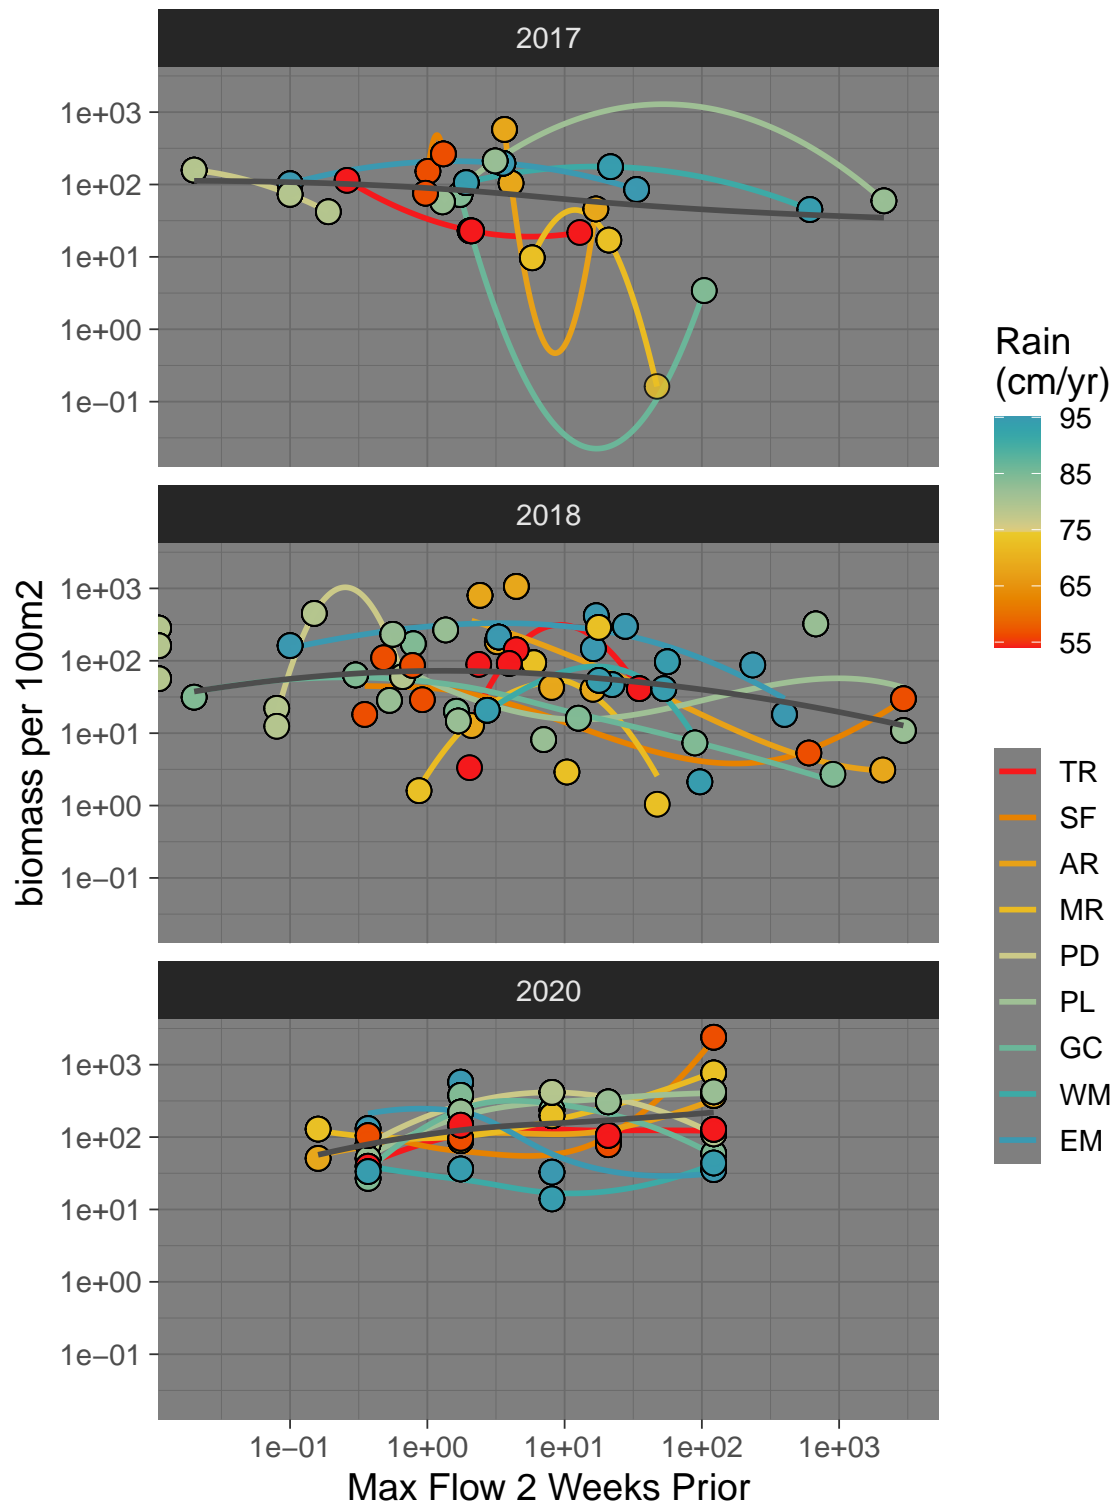 2017
1e+03
1e+02
1e+01
1e+00
1e−01
2018
1e+03
1e+02
1e+01
1e+00
1e−01
2020
1e+03
1e+02
1e+01
1e+00
1e−01
1e−01 1e+00 1e+01 1e+02 1e+03
Max Flow 2 Weeks Prior
biomass per 100m2
Rain
(cm/yr)
95
85
75
65
55
TR
SF
AR
MR
PD
PL
GC
WM
EM